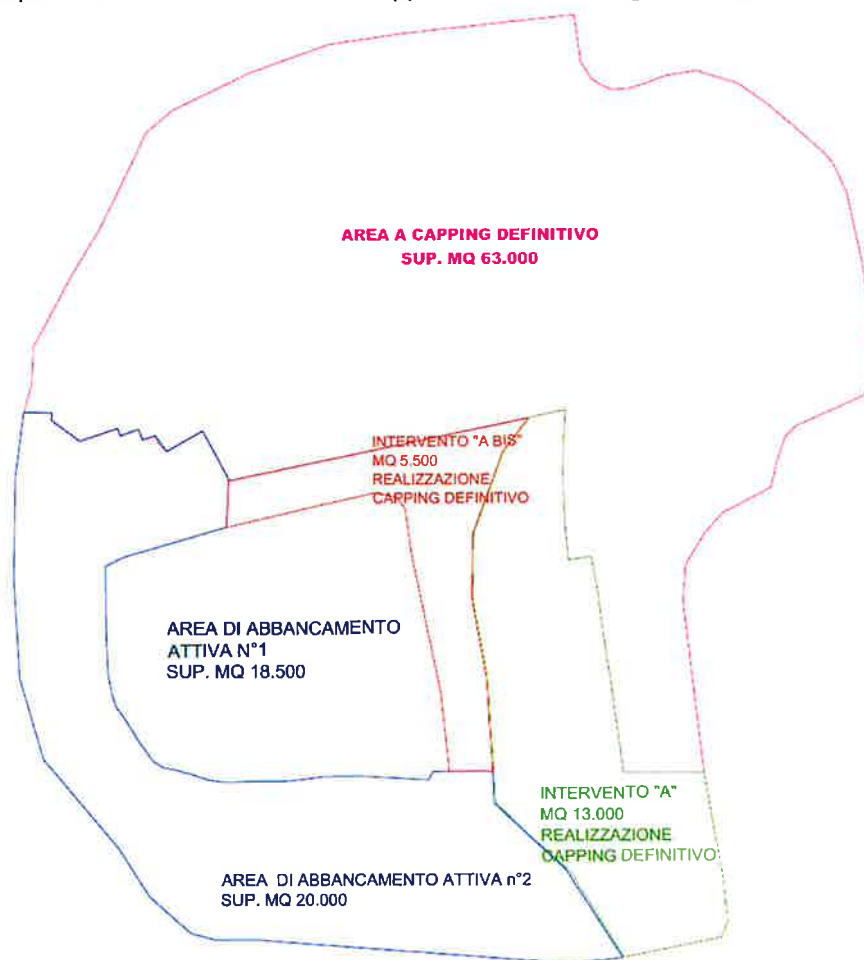 AREA A CAPPING DEFINITIVO
SUP. MQ 63.000
INTERVENTO "A BIS"
MQ 5.500
REALIZZAZIONE
CAPPING DEFINITIVO
AREA DI ABBANCAMENTO
ATTIVA N°1
SUP. MQ 18.500
INTERVENTO "A"
MQ 13.000
REALIZZAZIONE
CAPPING DEFINITIVO
AREA DI ABBANCAMENTO ATTIVA n°2
SUP. MQ 20.000